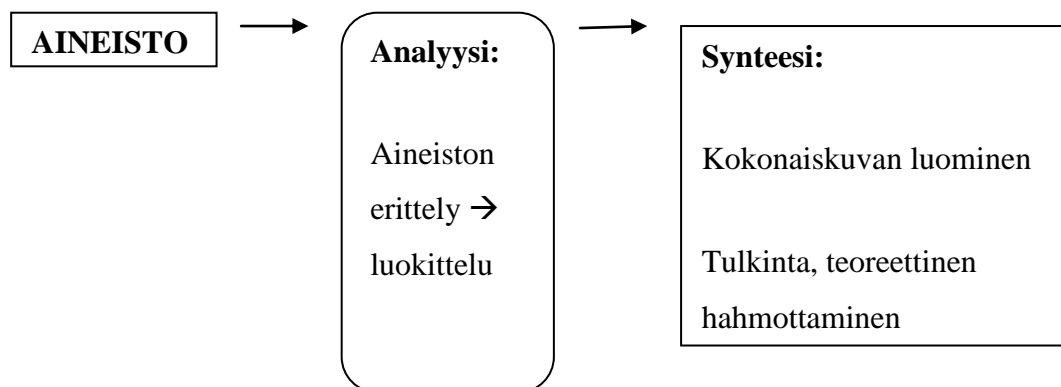 AINEISTO
Analyysi:
Aineiston
erittely →
luokittelu
Synteesi:
Kokonaiskuvan luominen
Tulkinta, teoreettinen
hahmottaminen